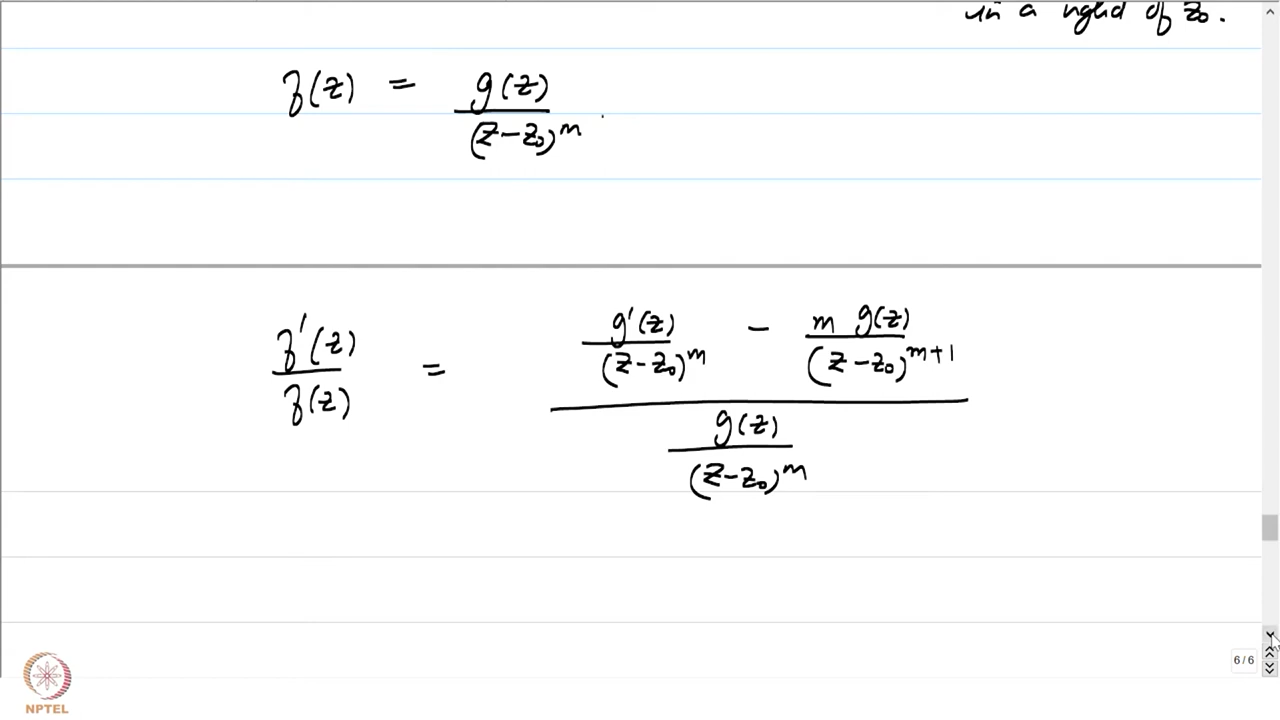 in a nghd of z₀.
f(z) = g(z) / (z-z₀)^m
f'(z) / f(z) = ( g'(z) / (z-z₀)^m - m g(z) / (z-z₀)^{m+1} ) / ( g(z) / (z-z₀)^m )
6 / 6
NPTEL